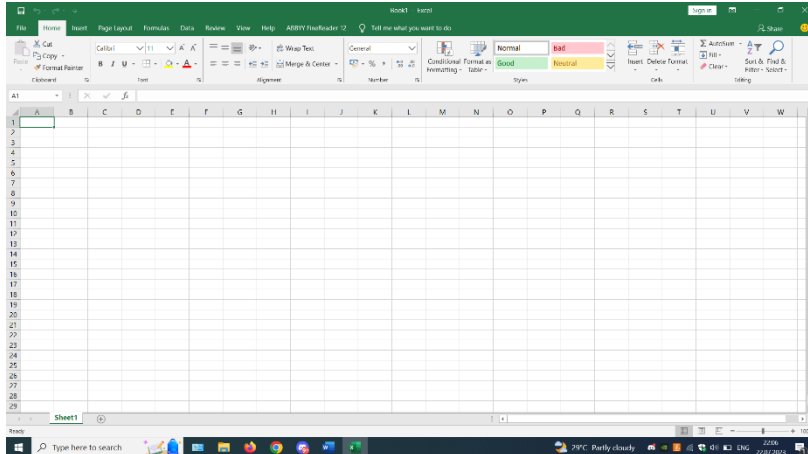 Book1 - Excel
Sign in
File Home Insert Page Layout Formulas Data Review View Help ABBYY FineReader 12 Tell me what you want to do Share
Cut
Copy
Format Painter
Paste
Clipboard
Calibri 11
B I U
Font
Wrap Text
Merge & Center
Alignment
General
%
Number
Conditional Formatting
Format as Table
Normal Bad
Good Neutral
Styles
Insert Delete Format
Cells
AutoSum
Fill
Clear
Sort & Filter
Find & Select
Editing
A1 fx
A B C D E F G H I J K L M N O P Q R S T U V W
1
2
3
4
5
6
7
8
9
10
11
12
13
14
15
16
17
18
19
20
21
22
23
24
25
26
27
28
29
Sheet1
Ready
Type here to search
29°C Partly cloudy ENG 22:06
22.07.2023